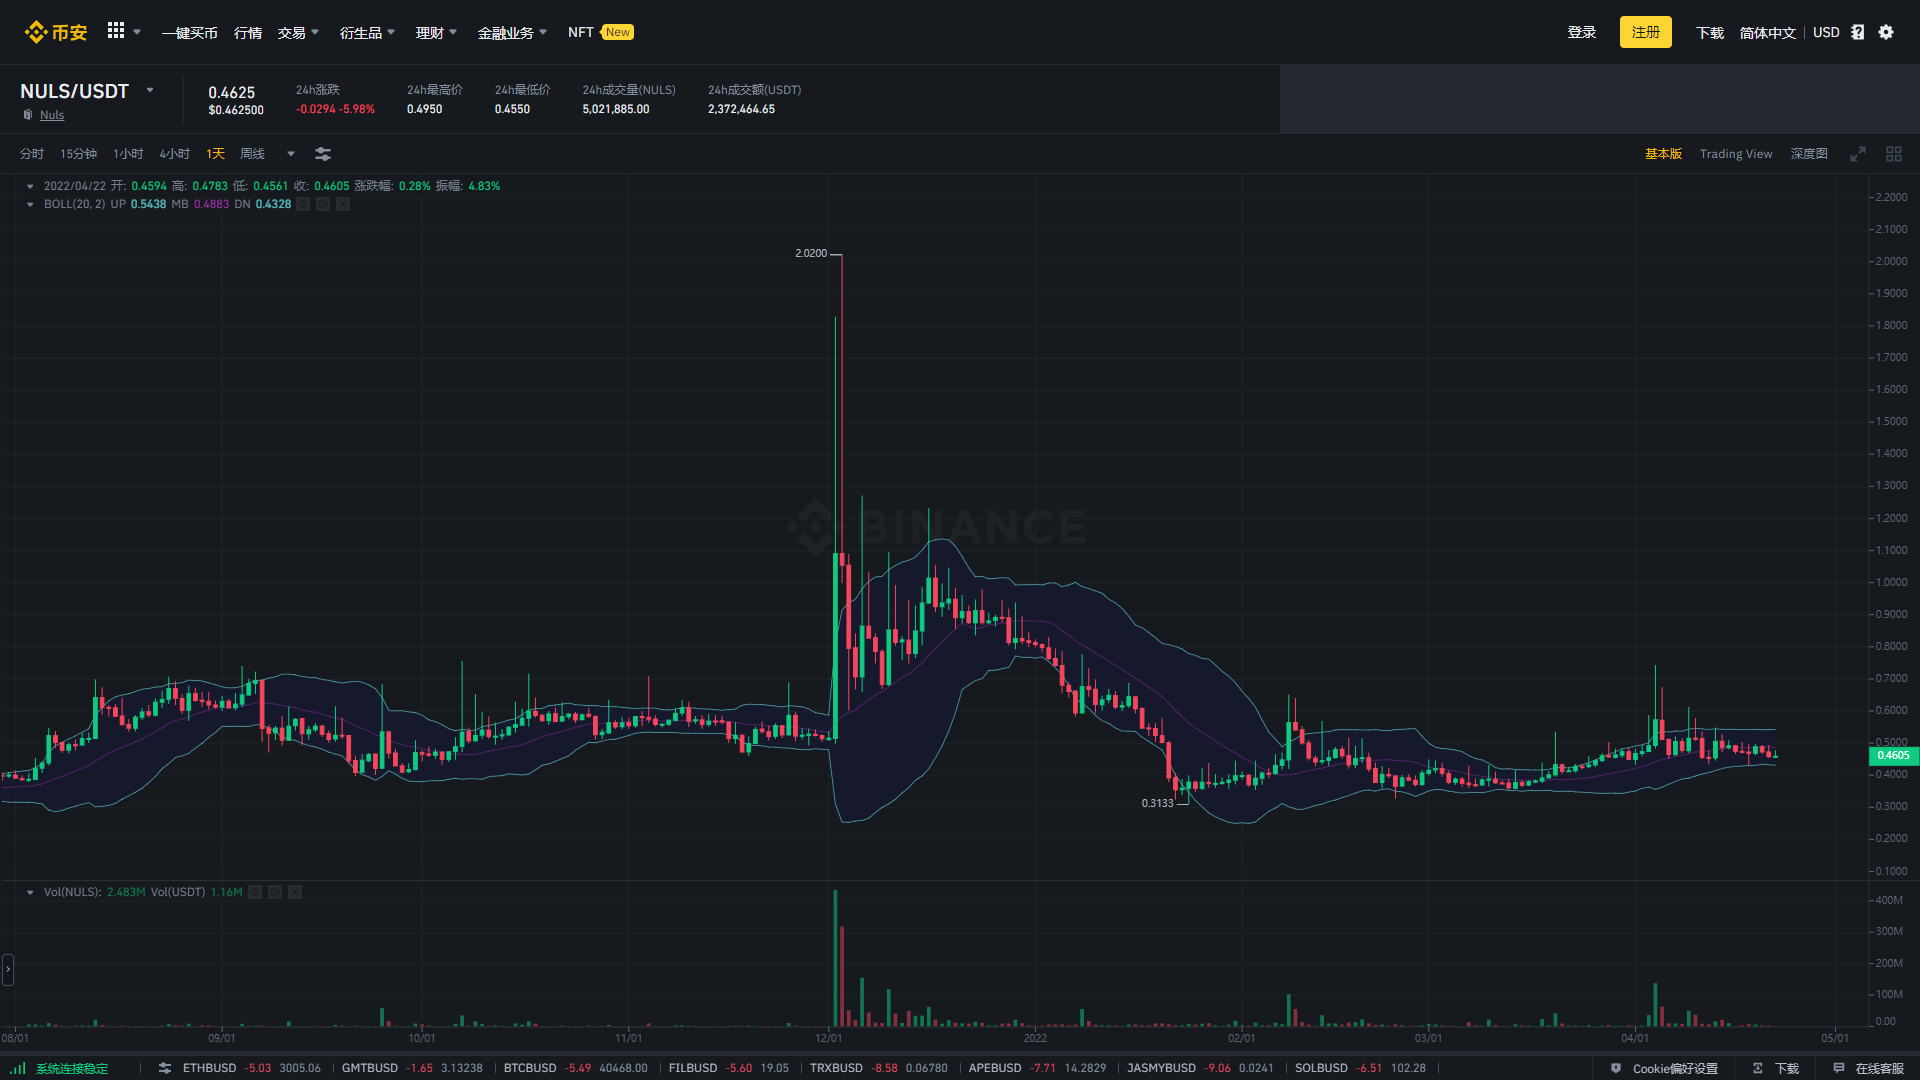 币安 一键买币 行情 交易 衍生品 理财 金融业务 NFT New 登录 注册 下载 简体中文 USD
NULS/USDT
Nuls
0.4625
$0.462500
24h涨跌
-0.0294 -5.98%
24h最高价
0.4950
24h最低价
0.4550
24h成交量(NULS)
5,021,885.00
24h成交额(USDT)
2,372,464.65
分时 15分钟 1小时 4小时 1天 周线 基本版 Trading View 深度图
2022/04/22 开: 0.4594 高: 0.4783 低: 0.4561 收: 0.4605 涨跌幅: 0.28% 振幅: 4.83%
BOLL(20, 2) UP 0.5438 MB 0.4883 DN 0.4328
2.2000
2.1000
2.0200
2.0000
1.9000
1.8000
1.7000
1.6000
1.5000
1.4000
1.3000
1.2000
BINANCE
1.1000
1.0000
0.9000
0.8000
0.7000
0.6000
0.5000
0.4605
0.4000
0.3133
0.3000
0.2000
0.1000
Vol(NULS): 2.483M Vol(USDT) 1.16M
400M
300M
200M
100M
0.00
08/01 09/01 10/01 11/01 12/01 2022 02/01 03/01 04/01 05/01
系统连接稳定 ETHBUSD -5.03 3005.06 GMTBUSD -1.65 3.13238 BTCBUSD -5.49 40468.00 FILBUSD -5.60 19.05 TRXBUSD -8.58 0.06780 APEBUSD -7.71 14.2829 JASMYBUSD -9.06 0.0241 SOLBUSD -6.51 102.28 Cookie偏好设置 下载 在线客服